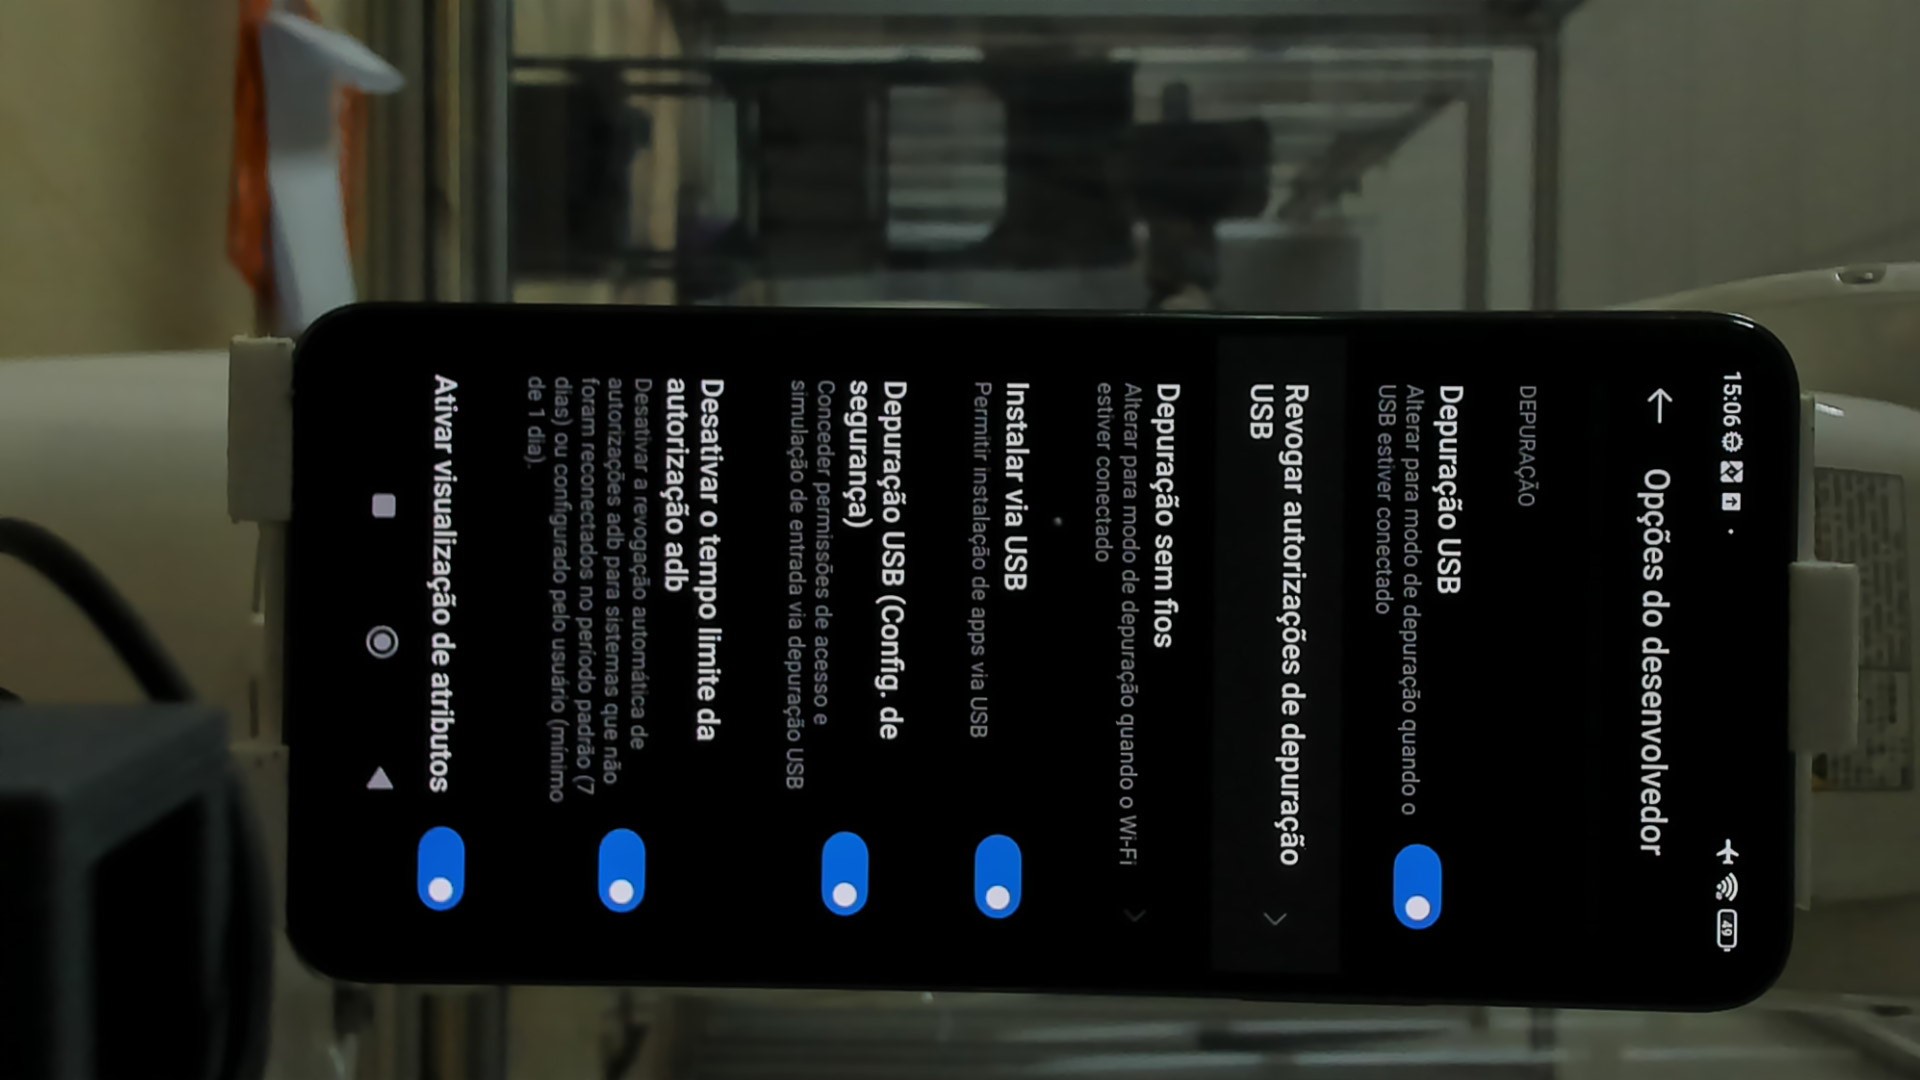 15:06
49
Opções do desenvolvedor
DEPURAÇÃO
Depuração USB
Alterar para modo de depuração quando o
USB estiver conectado
Revogar autorizações de depuração
USB
Depuração sem fios
Alterar para modo de depuração quando o Wi-Fi
estiver conectado
Instalar via USB
Permitir instalação de apps via USB
Depuração USB (Config. de
segurança)
Conceder permissões de acesso e
simulação de entrada via depuração USB
Desativar o tempo limite da
autorização adb
Desativar a revogação automática de
autorizações adb para sistemas que não
foram reconectados no período padrão (7
dias) ou configurado pelo usuário (mínimo
de 1 dia).
Ativar visualização de atributos